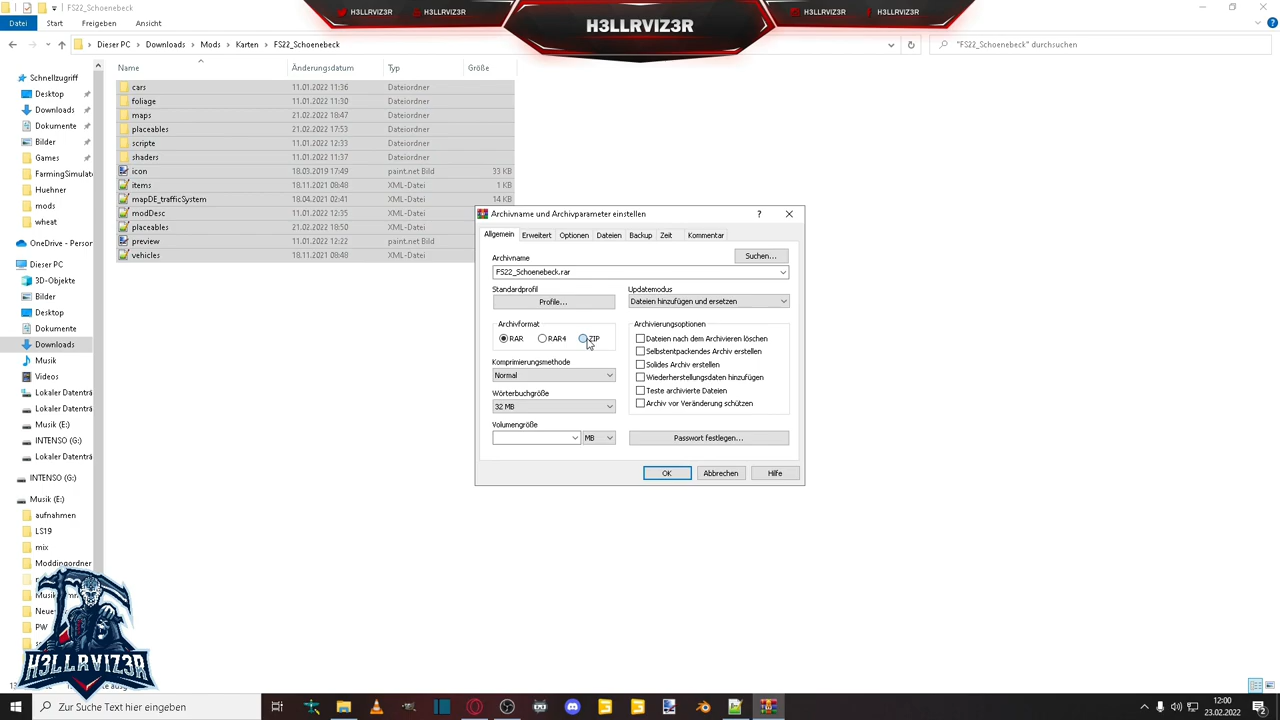 FS22_Schoenebeck
H3LLRVIZ3R
H3LLRVIZ3R
H3LLRVIZ3R
H3LLRVIZ3R
H3LLRVIZ3R
Datei
Start
Freigeben
Ansicht
Dieser PC
Downloads
Mods
Karten
FS22_Schoenebeck
"FS22_Schoenebeck" durchsuchen
Name
Änderungsdatum
Typ
Größe
cars 11.01.2022 11:36 Dateiordner
foliage 11.01.2022 11:30 Dateiordner
maps 21.02.2022 18:47 Dateiordner
placeables 21.02.2022 17:53 Dateiordner
scripte 11.01.2022 12:33 Dateiordner
shaders 11.01.2022 11:37 Dateiordner
icon 18.03.2019 17:49 paint.net Bild 33 KB
items 18.11.2021 08:48 XML-Datei 1 KB
mapDE_trafficSystem 18.04.2021 02:41 XML-Datei 14 KB
modDesc 11.01.2022 12:35 XML-Datei
placeables 21.02.2022 18:50 XML-Datei
preview 11.01.2022 12:22 paint.net Bild
vehicles 18.11.2021 08:48 XML-Datei
Schnellzugriff
Desktop
Downloads
Dokumente
Bilder
Games
FarmingSimulato
Huehner
mods
wheat
OneDrive - Person
Dieser PC
3D-Objekte
Bilder
Desktop
Dokumente
Downloads
Musik
Videos
Lokaler Datenträ
Lokaler Datenträ
Musik (E:)
INTENSO (G:)
Lokaler Datenträ
INTENSO (G:)
Musik (E:)
aufnahmen
LS19
mix
Moddingordner
PW
H3LLRVIZ3R
Archivname und Archivparameter einstellen
?
Allgemein
Erweitert
Optionen
Dateien
Backup
Zeit
Kommentar
Archivname
Suchen...
FS22_Schoenebeck.rar
Standardprofil
Profile...
Updatemodus
Dateien hinzufügen und ersetzen
Archivformat
RAR
RAR4
ZIP
Komprimierungsmethode
Normal
Wörterbuchgröße
32 MB
Volumengröße
MB
Archivierungsoptionen
Dateien nach dem Archivieren löschen
Selbstentpackendes Archiv erstellen
Solides Archiv erstellen
Wiederherstellungsdaten hinzufügen
Teste archivierte Dateien
Archiv vor Veränderung schützen
Passwort festlegen...
OK
Abbrechen
Hilfe
Zur Suche Text hier eingeben
12:00
23.02.2022
2